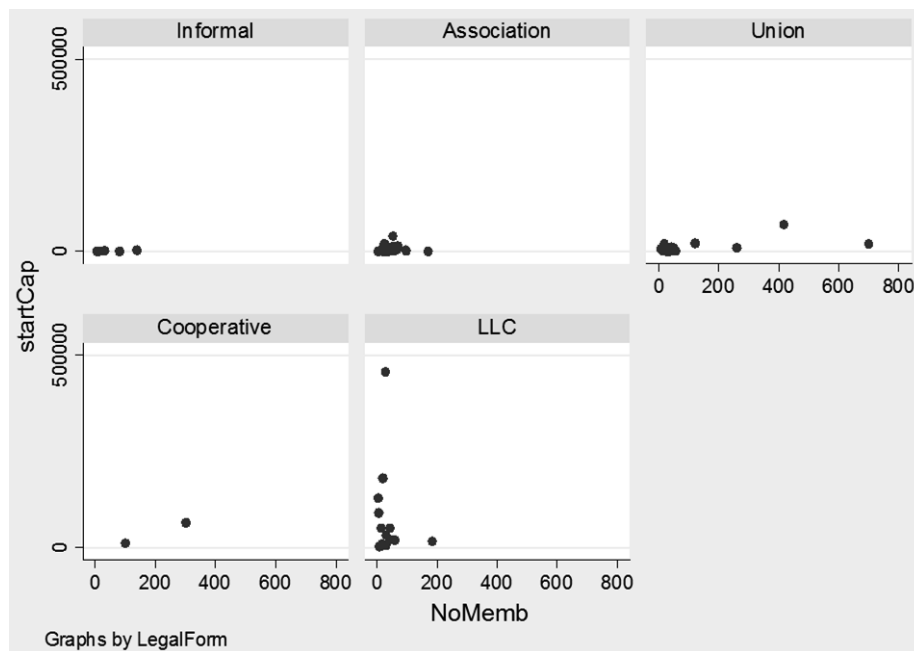 Informal
Association
Union
500000
0
0 200 400 600 800
startCap
Cooperative
LLC
500000
0
0 200 400 600 800
0 200 400 600 800
NoMemb
Graphs by LegalForm